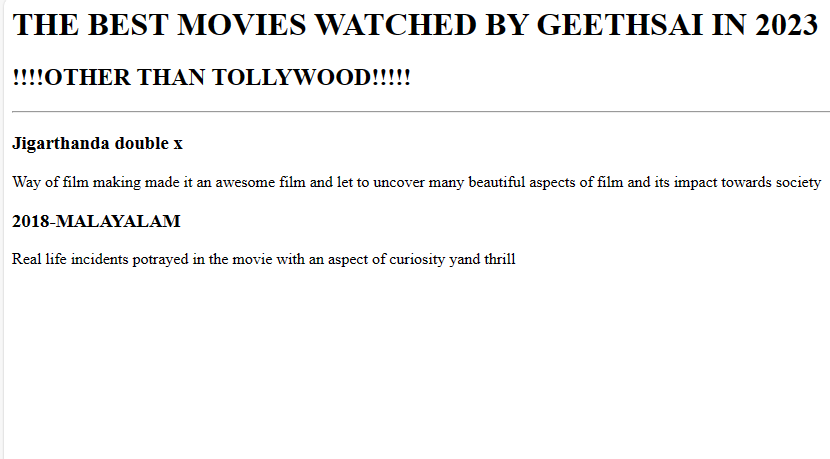 THE BEST MOVIES WATCHED BY GEETHSAI IN 2023
!!!!OTHER THAN TOLLYWOOD!!!!!
Jigarthanda double x
Way of film making made it an awesome film and let to uncover many beautiful aspects of film and its impact towards society
2018-MALAYALAM
Real life incidents potrayed in the movie with an aspect of curiosity yand thrill